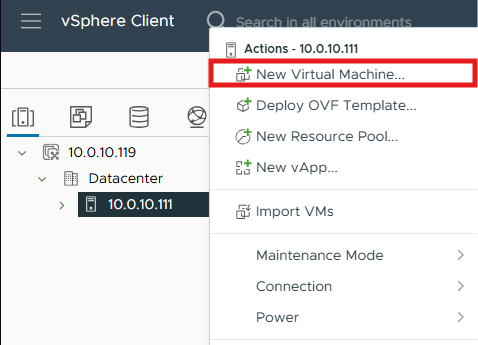 vSphere Client
Search in all environments
Actions - 10.0.10.111
New Virtual Machine...
Deploy OVF Template...
New Resource Pool...
New vApp...
Import VMs
Maintenance Mode
Connection
Power
10.0.10.119
Datacenter
10.0.10.111